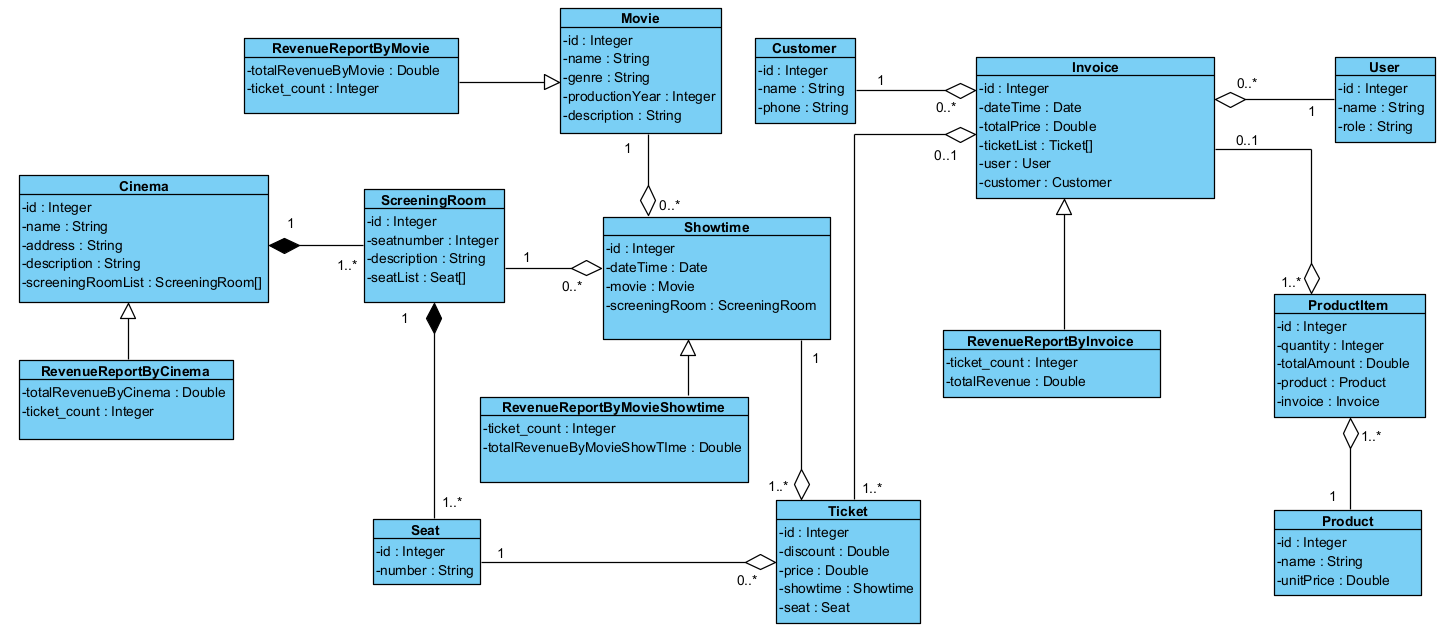 Movie
-id : Integer
-name : String
-genre : String
-productionYear : Integer
-description : String
RevenueReportByMovie
-totalRevenueByMovie : Double
-ticket_count : Integer
Customer
-id : Integer
-name : String
-phone : String
Invoice
-id : Integer
-dateTime : Date
-totalPrice : Double
-ticketList : Ticket[]
-user : User
-customer : Customer
User
-id : Integer
-name : String
-role : String
1
0..*
0..*
1
0..1
0..1
1
0..*
Cinema
-id : Integer
-name : String
-address : String
-description : String
-screeningRoomList : ScreeningRoom[]
1
1..*
ScreeningRoom
-id : Integer
-seatnumber : Integer
-description : String
-seatList : Seat[]
1
0..*
Showtime
-id : Integer
-dateTime : Date
-movie : Movie
-screeningRoom : ScreeningRoom
1..*
ProductItem
-id : Integer
-quantity : Integer
-totalAmount : Double
-product : Product
-invoice : Invoice
1
1
RevenueReportByInvoice
-ticket_count : Integer
-totalRevenue : Double
RevenueReportByCinema
-totalRevenueByCinema : Double
-ticket_count : Integer
RevenueReportByMovieShowtime
-ticket_count : Integer
-totalRevenueByMovieShowTIme : Double
1..*
1..*
1..*
1..*
1
Seat
-id : Integer
-number : String
1
0..*
Ticket
-id : Integer
-discount : Double
-price : Double
-showtime : Showtime
-seat : Seat
Product
-id : Integer
-name : String
-unitPrice : Double